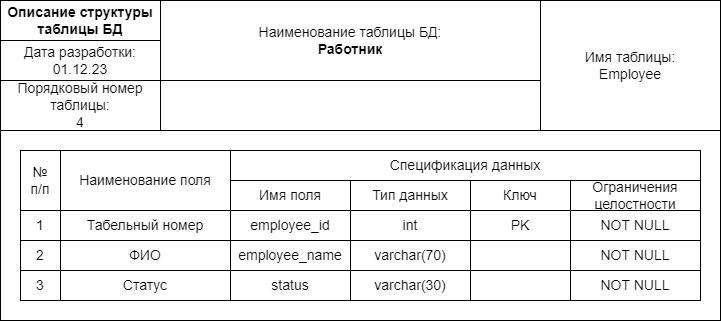 Описание структуры
таблицы БД
Дата разработки:
01.12.23
Порядковый номер
таблицы:
4
Наименование таблицы БД:
Работник
Имя таблицы:
Employee
№
п/п
Наименование поля
Спецификация данных
Имя поля
Тип данных
Ключ
Ограничения
целостности
1 Табельный номер employee_id int PK NOT NULL
2 ФИО employee_name varchar(70) NOT NULL
3 Статус status varchar(30) NOT NULL